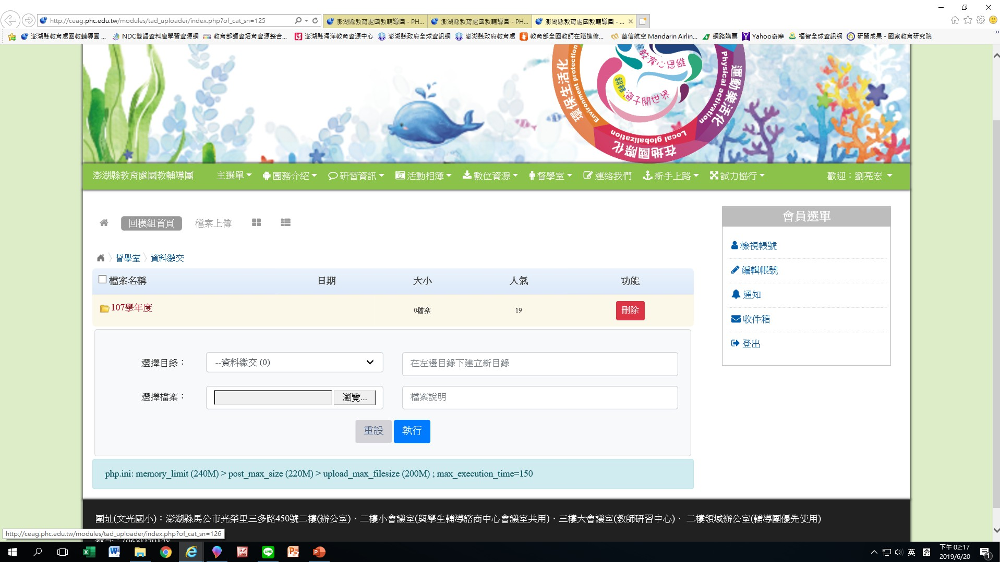 http://ceag.phc.edu.tw/modules/tad_uploader/index.php?of_cat_sn=125
澎湖縣教育處國教輔導團 - PH...
澎湖縣教育處國教輔導團 - PH...
澎湖縣教育處國教輔導團 - ...
澎湖縣教育處國教輔導團 ...
NDC雙語資料庫學習資源網
教育部師資培育資源整合...
澎湖縣海洋教育資源中心
澎湖縣政府全球資訊網
澎湖縣政府教育處
教育部全國教師在職進修...
華信航空 Mandarin Airlin...
網路購票
Yahoo奇摩
福智全球資訊網
研習成果 - 國家教育研究院
教育心思維
海子闖世界
環保生活化
Environment protection
在地國際化
Local globalization
運動樂活化
Physical activation
澎湖縣教育處國教輔導團
主選單
團務介紹
研習資訊
活動相簿
數位資源
督學室
連絡我們
新手上路
試力協行
歡迎：劉亮宏
回模組首頁
檔案上傳
督學室
資料繳交
檔案名稱 日期 大小 人氣 功能
107學年度 0檔案 19 刪除
選擇目錄： --資料繳交 (0) 在左邊目錄下建立新目錄
選擇檔案： 瀏覽... 檔案說明
重設 執行
php.ini: memory_limit (240M) > post_max_size (220M) > upload_max_filesize (200M) ; max_execution_time=150
會員選單
檢視帳號
編輯帳號
通知
收件箱
登出
團址(文光國小)：澎湖縣馬公市光榮里三多路450號二樓(辦公室)、二樓小會議室(與學生輔導諮商中心會議室共用)、三樓大會議室(教師研習中心)、 二樓領域辦公室(輔導團優先使用)
http://ceag.phc.edu.tw/modules/tad_uploader/index.php?of_cat_sn=126
英
下午 02:17
2019/6/20
1